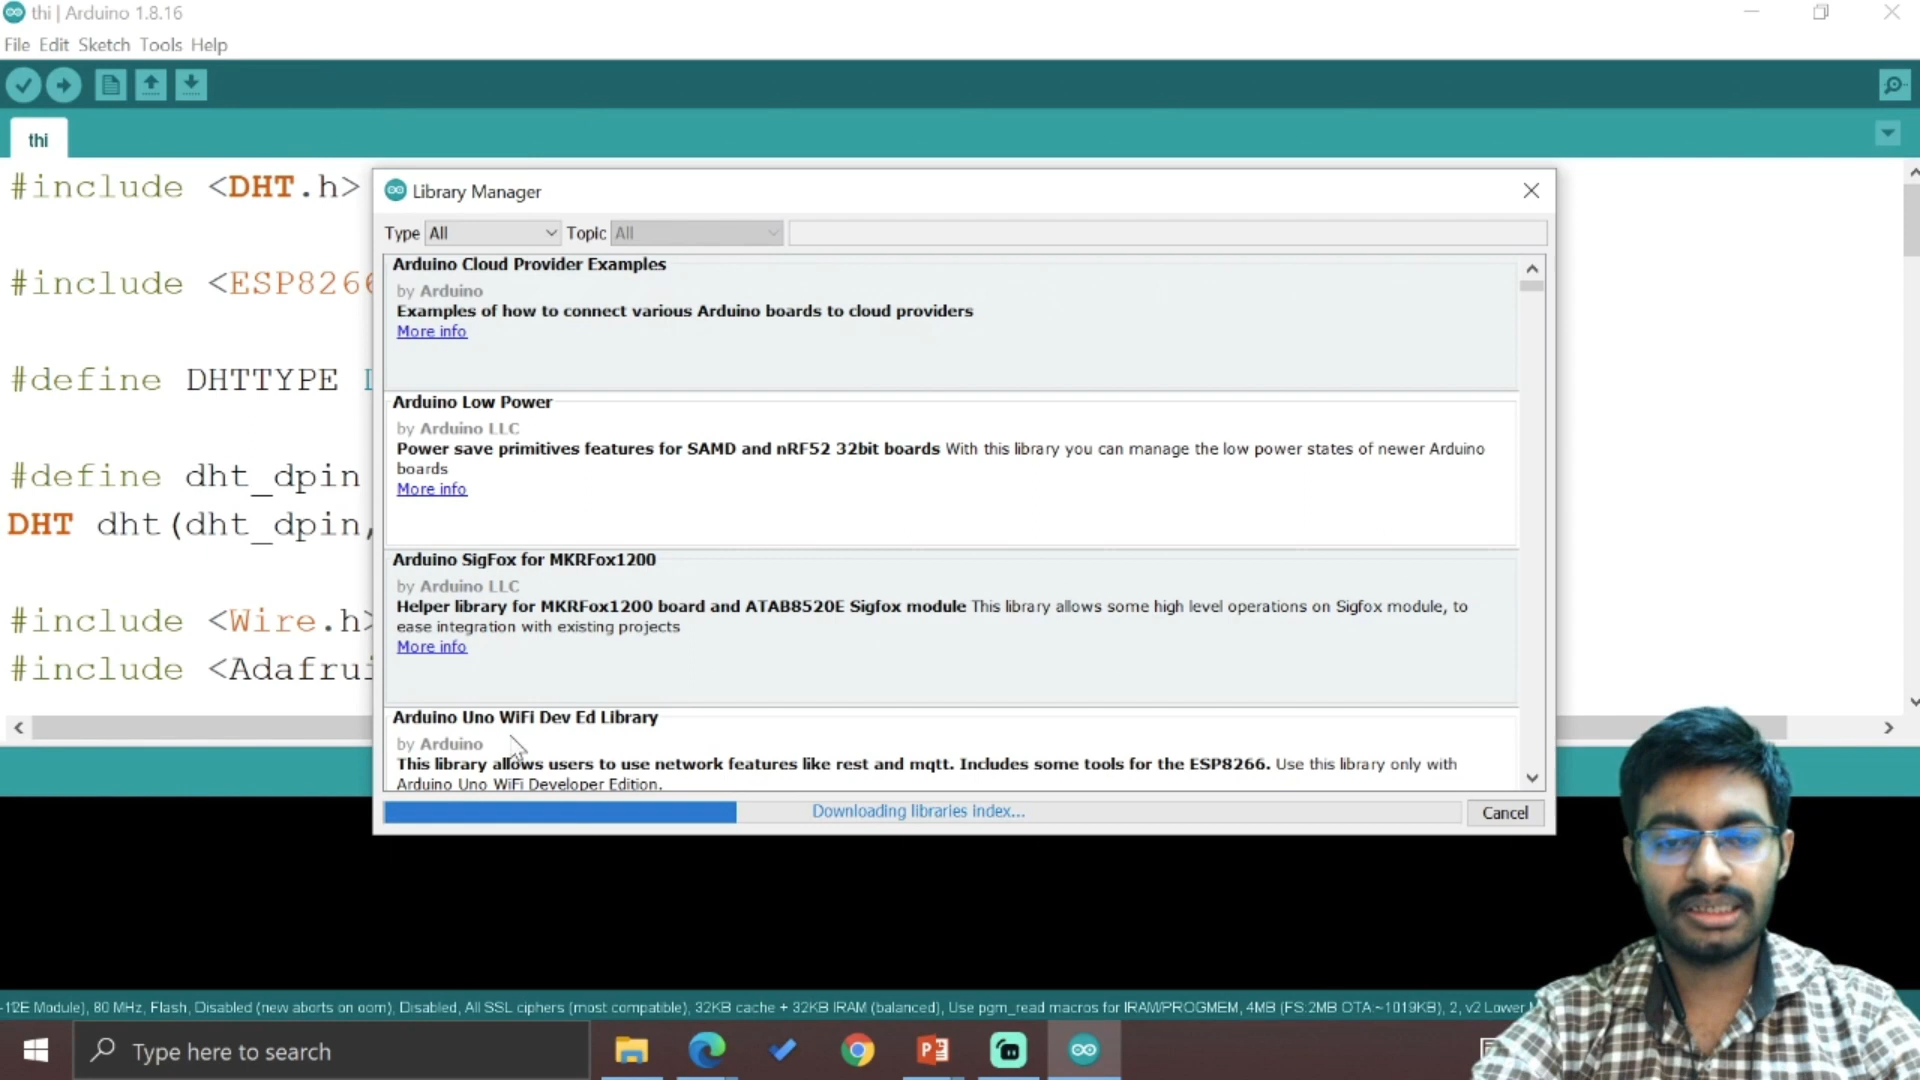 thi | Arduino 1.8.16
File Edit Sketch Tools Help
thi
#include <DHT.h>
#include <ESP8266
#define DHTTYPE
#define dht_dpin
DHT dht(dht_dpin,
#include <Wire.h>
#include <Adafrui
Library Manager
Type All Topic All
Arduino Cloud Provider Examples
by Arduino
Examples of how to connect various Arduino boards to cloud providers
More info
Arduino Low Power
by Arduino LLC
Power save primitives features for SAMD and nRF52 32bit boards With this library you can manage the low power states of newer Arduino
boards
More info
Arduino SigFox for MKRFox1200
by Arduino LLC
Helper library for MKRFox1200 board and ATAB8520E Sigfox module This library allows some high level operations on Sigfox module, to
ease integration with existing projects
More info
Arduino Uno WiFi Dev Ed Library
by Arduino
This library allows users to use network features like rest and mqtt. Includes some tools for the ESP8266. Use this library only with
Arduino Uno WiFi Developer Edition.
Downloading libraries index...
Cancel
-12E Module), 80 MHz, Flash, Disabled (new aborts on oom), Disabled, All SSL ciphers (most compatible), 32KB cache + 32KB IRAM (balanced), Use pgm_read macros for IRAM/PROGMEM, 4MB (FS:2MB OTA:~1019KB), 2, v2 Lower
Type here to search